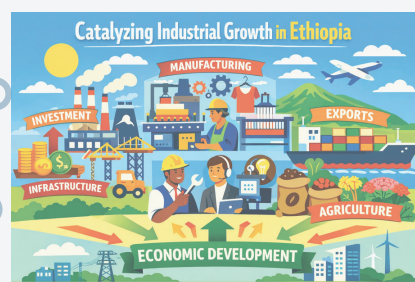 Catalyzing Industrial Growth in Ethiopia
MANUFACTURING
INVESTMENT
EXPORTS
INFRASTRUCTURE
AGRICULTURE
ECONOMIC DEVELOPMENT